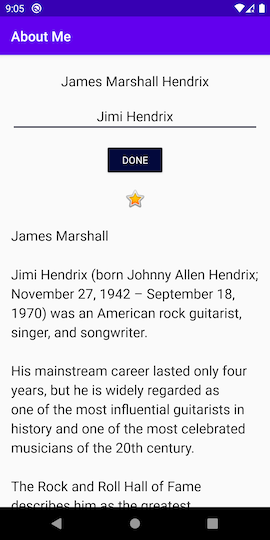 9:05
About Me
James Marshall Hendrix
Jimi Hendrix
DONE
James Marshall
Jimi Hendrix (born Johnny Allen Hendrix;
November 27, 1942 – September 18,
1970) was an American rock guitarist,
singer, and songwriter.
His mainstream career lasted only four
years, but he is widely regarded as
one of the most influential guitarists in
history and one of the most celebrated
musicians of the 20th century.
The Rock and Roll Hall of Fame
describes him as the greatest